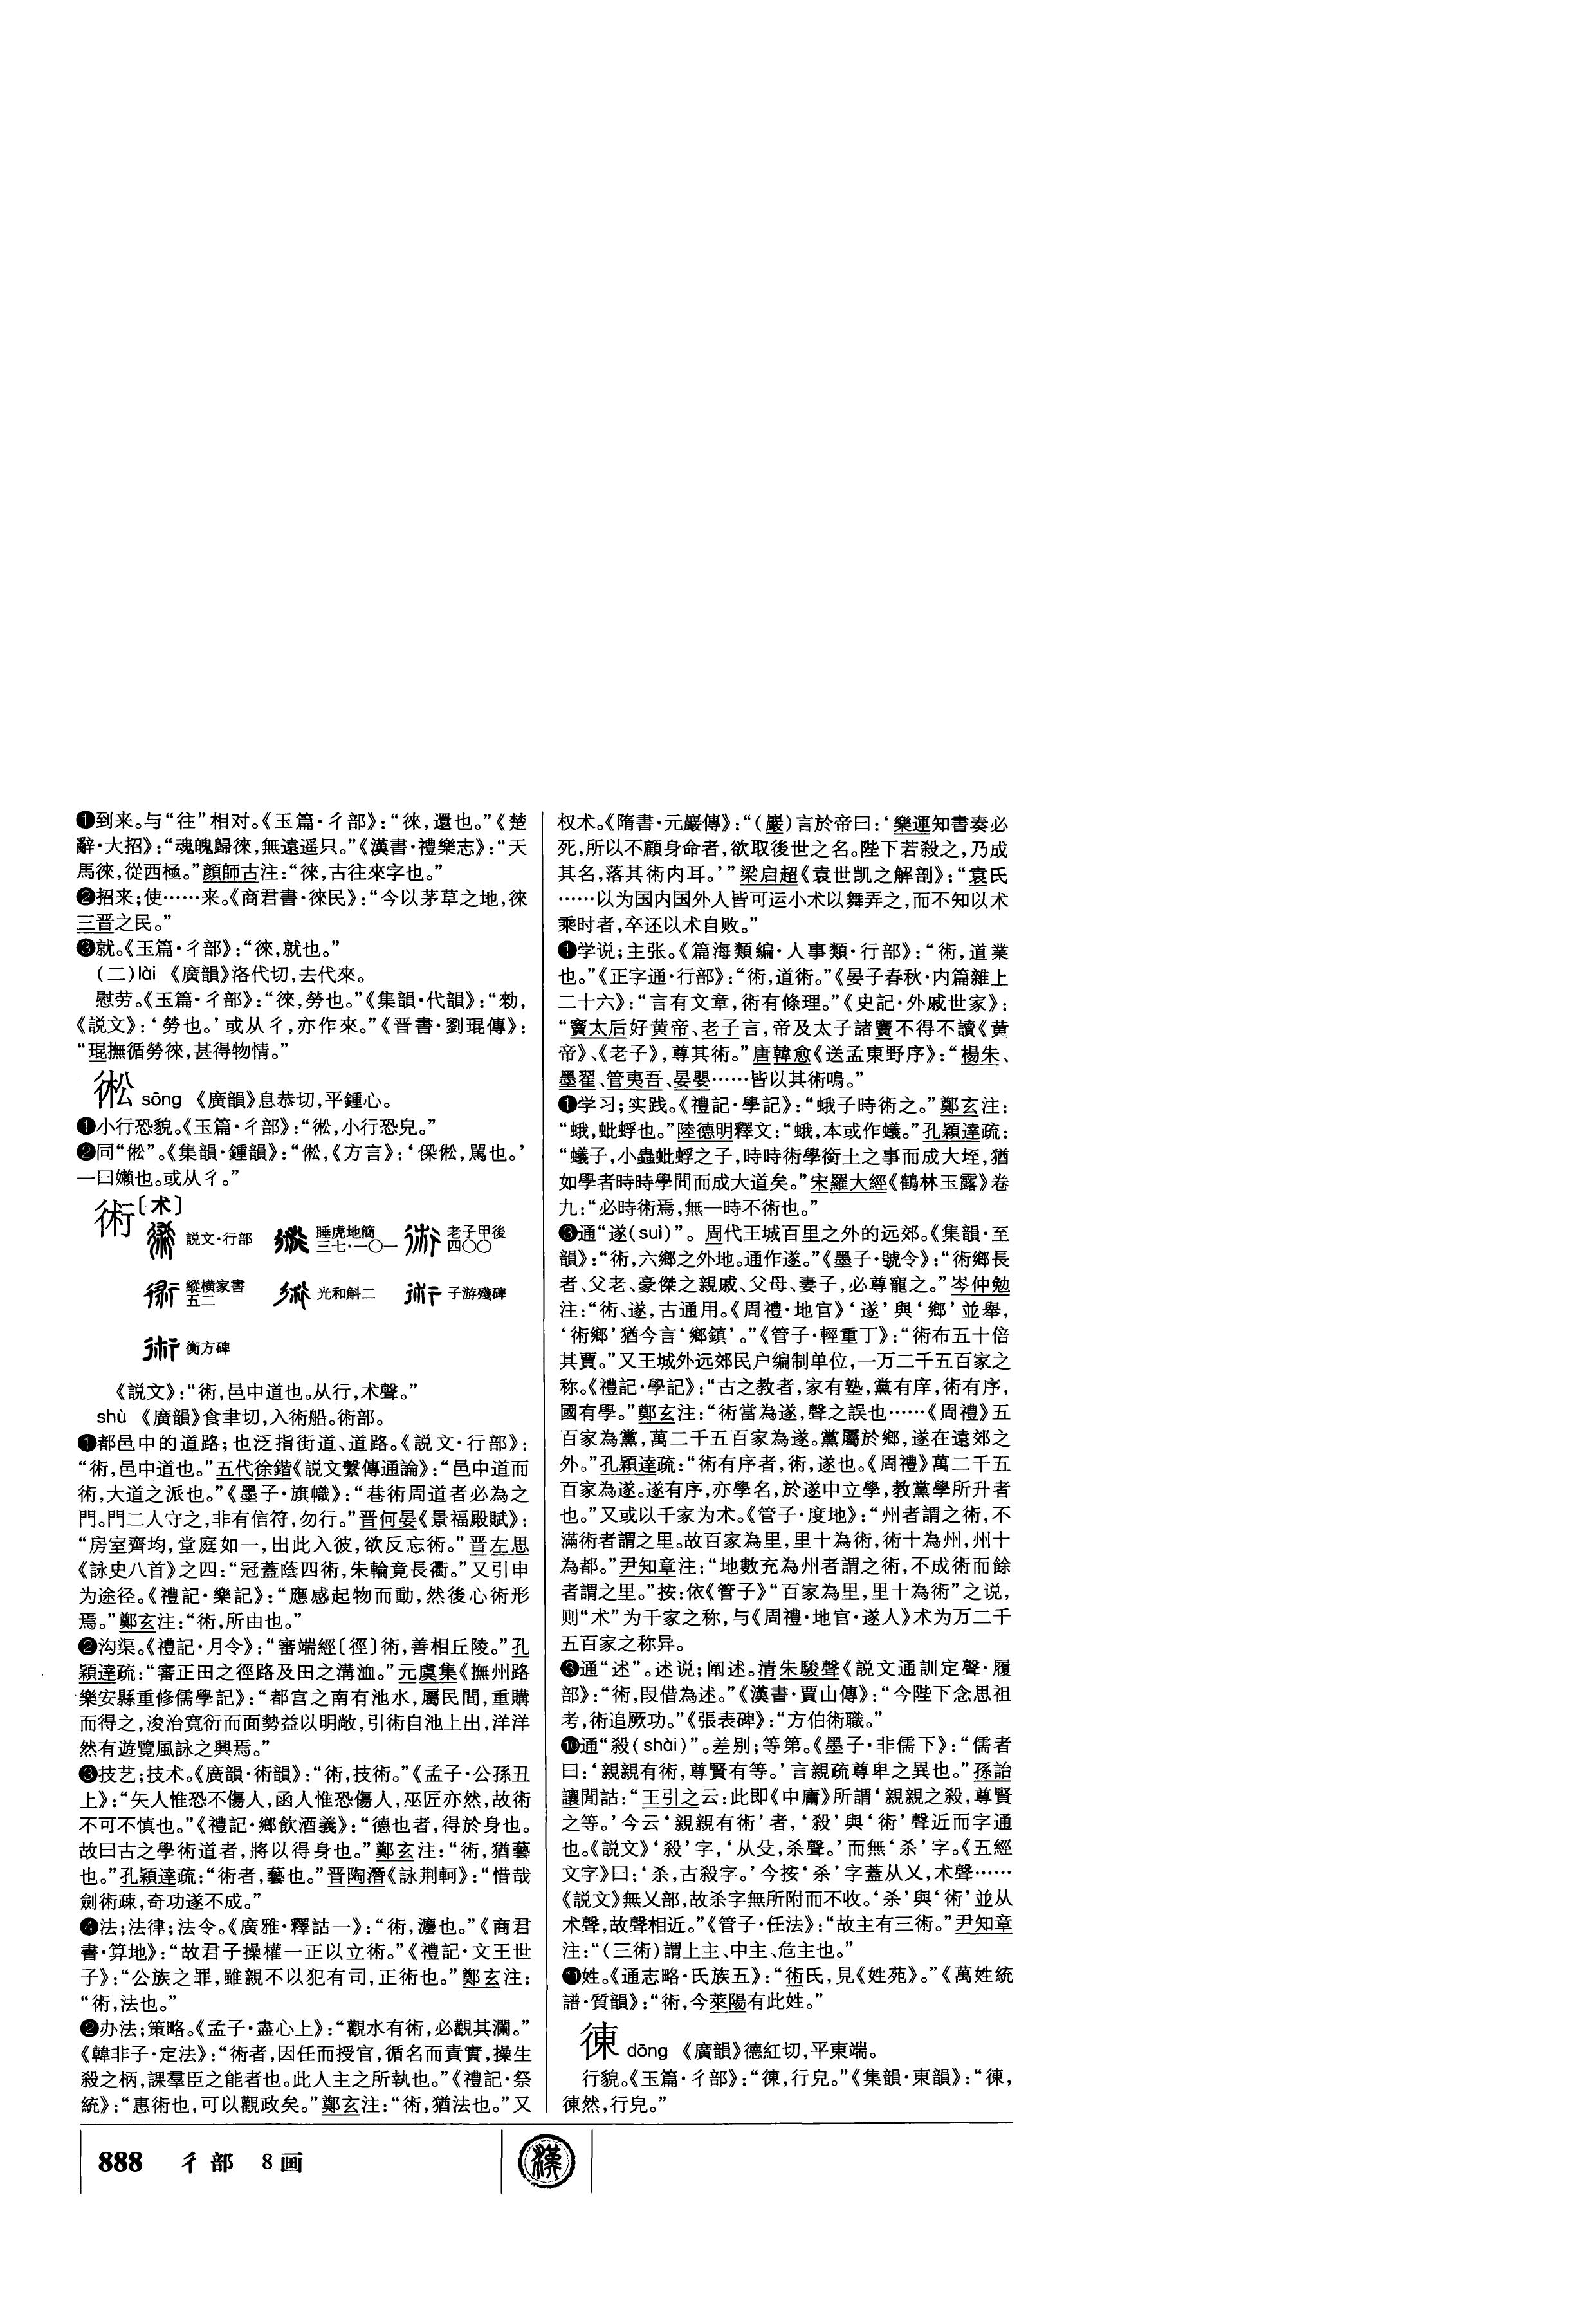 ❶到来。与“往”相对。《玉篇·彳部》：“徠，還也。”《楚
辭·大招》：“魂魄歸徠，無遠遥只。”《漢書·禮樂志》：“天
馬徠，從西極。”顔師古注：“徠，古往來字也。”
❷招来；使……来。《商君書·徠民》：“今以茅草之地，徠
三晋之民。”
❸就。《玉篇·彳部》：“徠，就也。”
（二）lài 《廣韻》洛代切，去代來。
慰劳。《玉篇·彳部》：“徠，勞也。”《集韻·代韻》：“勑，
《説文》：‘勞也。’或从彳，亦作來。”《晋書·劉琨傳》：
“琨撫循勞徠，甚得物情。”
㣝 sōng 《廣韻》息恭切，平鍾心。
❶小行恐貌。《玉篇·彳部》：“㣝，小行恐皃。”
❷同“倯”。《集韻·鍾韻》：“倯，《方言》：‘保倯，罵也。’
一曰嬾也。或从彳。”
術〔术〕
説文·行部 睡虎地簡三七·一〇一 老子甲後四〇〇
縱横家書五二 光和斛二 子游殘碑
衡方碑
《説文》：“術，邑中道也。从行，术聲。”
shù 《廣韻》食聿切，入術船。術部。
❶都邑中的道路；也泛指街道、道路。《説文·行部》：
“術，邑中道也。”五代徐鍇《説文繫傳通論》：“邑中道而
術，大道之派也。”《墨子·旗幟》：“巷術周道者必為之
門。門二人守之，非有信符，勿行。”晋何晏《景福殿賦》：
“房室齊均，堂庭如一，出此入彼，欲反忘術。”晋左思
《詠史八首》之四：“冠蓋蔭四術，朱輪竟長衢。”又引申
为途径。《禮記·樂記》：“應感起物而動，然後心術形
焉。”鄭玄注：“術，所由也。”
❷沟渠。《禮記·月令》：“審端經〔徑〕術，善相丘陵。”孔
穎達疏：“審正田之徑路及田之溝洫。”元虞集《撫州路
樂安縣重修儒學記》：“都宫之南有池水，屬民間，重購
而得之，浚治寬衍而面勢益以明敞，引術自池上出，洋洋
然有遊覽風詠之興焉。”
❸技艺；技术。《廣韻·術韻》：“術，技術。”《孟子·公孫丑
上》：“矢人惟恐不傷人，函人惟恐傷人，巫匠亦然，故術
不可不慎也。”《禮記·鄉飲酒義》：“德也者，得於身也。
故曰古之學術道者，將以得身也。”鄭玄注：“術，猶藝
也。”孔穎達疏：“術者，藝也。”晋陶潛《詠荆軻》：“惜哉
劍術疎，奇功遂不成。”
❹法；法律；法令。《廣雅·釋詁一》：“術，灋也。”《商君
書·算地》：“故君子操權一正以立術。”《禮記·文王世
子》：“公族之罪，雖親不以犯有司，正術也。”鄭玄注：
“術，法也。”
❷办法；策略。《孟子·盡心上》：“觀水有術，必觀其瀾。”
《韓非子·定法》：“術者，因任而授官，循名而責實，操生
殺之柄，課羣臣之能者也。此人主之所執也。”《禮記·祭
統》：“惠術也，可以觀政矣。”鄭玄注：“術，猶法也。”又
权术。《隋書·元巖傳》：“（巖）言於帝曰：‘樂運知書奏必
死，所以不顧身命者，欲取後世之名。陛下若殺之，乃成
其名，落其術内耳。’”梁启超《袁世凯之解剖》：“袁氏
……以为国内国外人皆可运小术以舞弄之，而不知以术
乘时者，卒还以术自败。”
❶学说；主张。《篇海類編·人事類·行部》：“術，道業
也。”《正字通·行部》：“術，道術。”《晏子春秋·内篇雜上
二十六》：“言有文章，術有條理。”《史記·外戚世家》：
“竇太后好黄帝、老子言，帝及太子諸竇不得不讀《黄
帝》、《老子》，尊其術。”唐韓愈《送孟東野序》：“楊朱、
墨翟、管夷吾、晏嬰……皆以其術鳴。”
❶学习；实践。《禮記·學記》：“蛾子時術之。”鄭玄注：
“蛾，蚍蜉也。”陸德明釋文：“蛾，本或作蟻。”孔穎達疏：
“蟻子，小蟲蚍蜉之子，時時術學銜土之事而成大垤，猶
如學者時時學問而成大道矣。”宋羅大經《鶴林玉露》卷
九：“必時術焉，無一時不術也。”
❸通“遂（suì）”。周代王城百里之外的远郊。《集韻·至
韻》：“術，六鄉之外地。通作遂。”《墨子·號令》：“術鄉長
者、父老、豪傑之親戚、父母、妻子，必尊寵之。”岑仲勉
注：“術、遂，古通用。《周禮·地官》‘遂’與‘鄉’並舉，
‘術鄉’猶今言‘鄉鎮’。”《管子·輕重丁》：“術布五十倍
其賈。”又王城外远郊民户编制单位，一万二千五百家之
称。《禮記·學記》：“古之教者，家有塾，黨有庠，術有序，
國有學。”鄭玄注：“術當為遂，聲之誤也……《周禮》五
百家為黨，萬二千五百家為遂。黨屬於鄉，遂在遠郊之
外。”孔穎達疏：“術有序者，術，遂也。《周禮》萬二千五
百家為遂。遂有序，亦學名，於遂中立學，教黨學所升者
也。”又或以千家为术。《管子·度地》：“州者謂之術，不
滿術者謂之里。故百家為里，里十為術，術十為州，州十
為都。”尹知章注：“地數充為州者謂之術，不成術而餘
者謂之里。”按：依《管子》“百家為里，里十為術”之说，
则“术”为千家之称，与《周禮·地官·遂人》术为万二千
五百家之称异。
❸通“述”。述说；阐述。清朱駿聲《説文通訓定聲·履
部》：“術，叚借為述。”《漢書·賈山傳》：“今陛下念思祖
考，術追厥功。”《張表碑》：“方伯術職。”
❿通“殺（shài）”。差别；等第。《墨子·非儒下》：“儒者
曰：‘親親有術，尊賢有等。’言親疏尊卑之異也。”孫詒
讓閒詁：“王引之云：此即《中庸》所謂‘親親之殺，尊賢
之等。’今云‘親親有術’者，‘殺’與‘術’聲近而字通
也。《説文》‘殺’字，‘从殳，杀聲。’而無‘杀’字。《五經
文字》曰：‘杀，古殺字。’今按‘杀’字蓋从乂，术聲……
《説文》無乂部，故杀字無所附而不收。‘杀’與‘術’並从
术聲，故聲相近。”《管子·任法》：“故主有三術。”尹知章
注：“（三術）謂上主、中主、危主也。”
⓫姓。《通志略·氏族五》：“術氏，見《姓苑》。”《萬姓統
譜·質韻》：“術，今萊陽有此姓。”
徚 dōng 《廣韻》德紅切，平東端。
行貌。《玉篇·彳部》：“徚，行皃。”《集韻·東韻》：“徚，
徚然，行皃。”
888 彳部 8画
漢